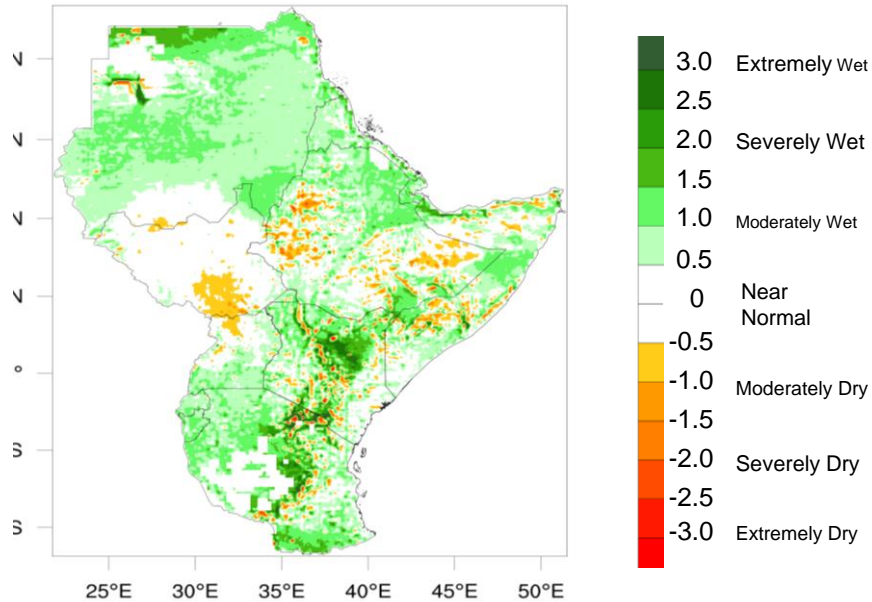 N
N
N
N
°
S
S
25°E 30°E 35°E 40°E 45°E 50°E
3.0 Extremely Wet
2.5
2.0 Severely Wet
1.5
1.0 Moderately Wet
0.5
0 Near
Normal
-0.5
-1.0 Moderately Dry
-1.5
-2.0 Severely Dry
-2.5
-3.0 Extremely Dry